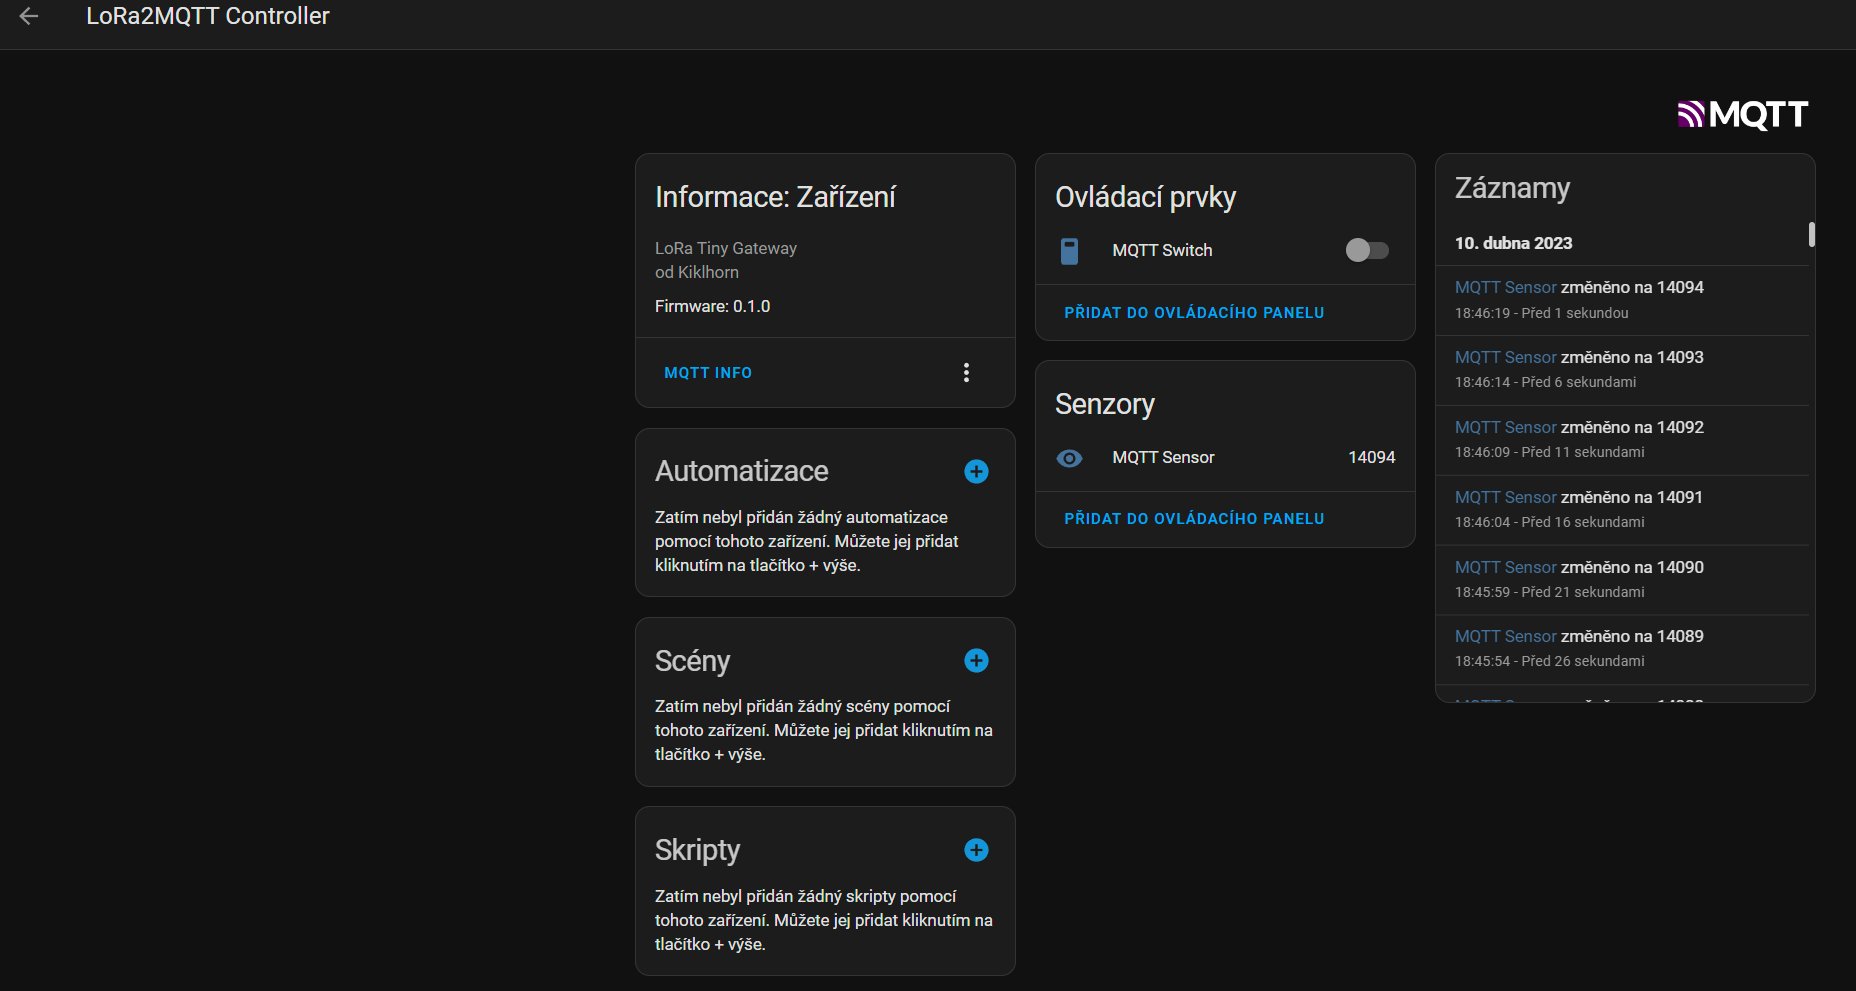 LoRa2MQTT Controller
MQTT
Informace: Zařízení
LoRa Tiny Gateway
od Kiklhorn
Firmware: 0.1.0
MQTT INFO
Automatizace
Zatím nebyl přidán žádný automatizace
pomocí tohoto zařízení. Můžete jej přidat
kliknutím na tlačítko + výše.
Scény
Zatím nebyl přidán žádný scény pomocí
tohoto zařízení. Můžete jej přidat kliknutím na
tlačítko + výše.
Skripty
Zatím nebyl přidán žádný skripty pomocí
tohoto zařízení. Můžete jej přidat kliknutím na
tlačítko + výše.
Ovládací prvky
MQTT Switch
PŘIDAT DO OVLÁDACÍHO PANELU
Senzory
MQTT Sensor 14094
PŘIDAT DO OVLÁDACÍHO PANELU
Záznamy
10. dubna 2023
MQTT Sensor změněno na 14094
18:46:19 - Před 1 sekundou
MQTT Sensor změněno na 14093
18:46:14 - Před 6 sekundami
MQTT Sensor změněno na 14092
18:46:09 - Před 11 sekundami
MQTT Sensor změněno na 14091
18:46:04 - Před 16 sekundami
MQTT Sensor změněno na 14090
18:45:59 - Před 21 sekundami
MQTT Sensor změněno na 14089
18:45:54 - Před 26 sekundami